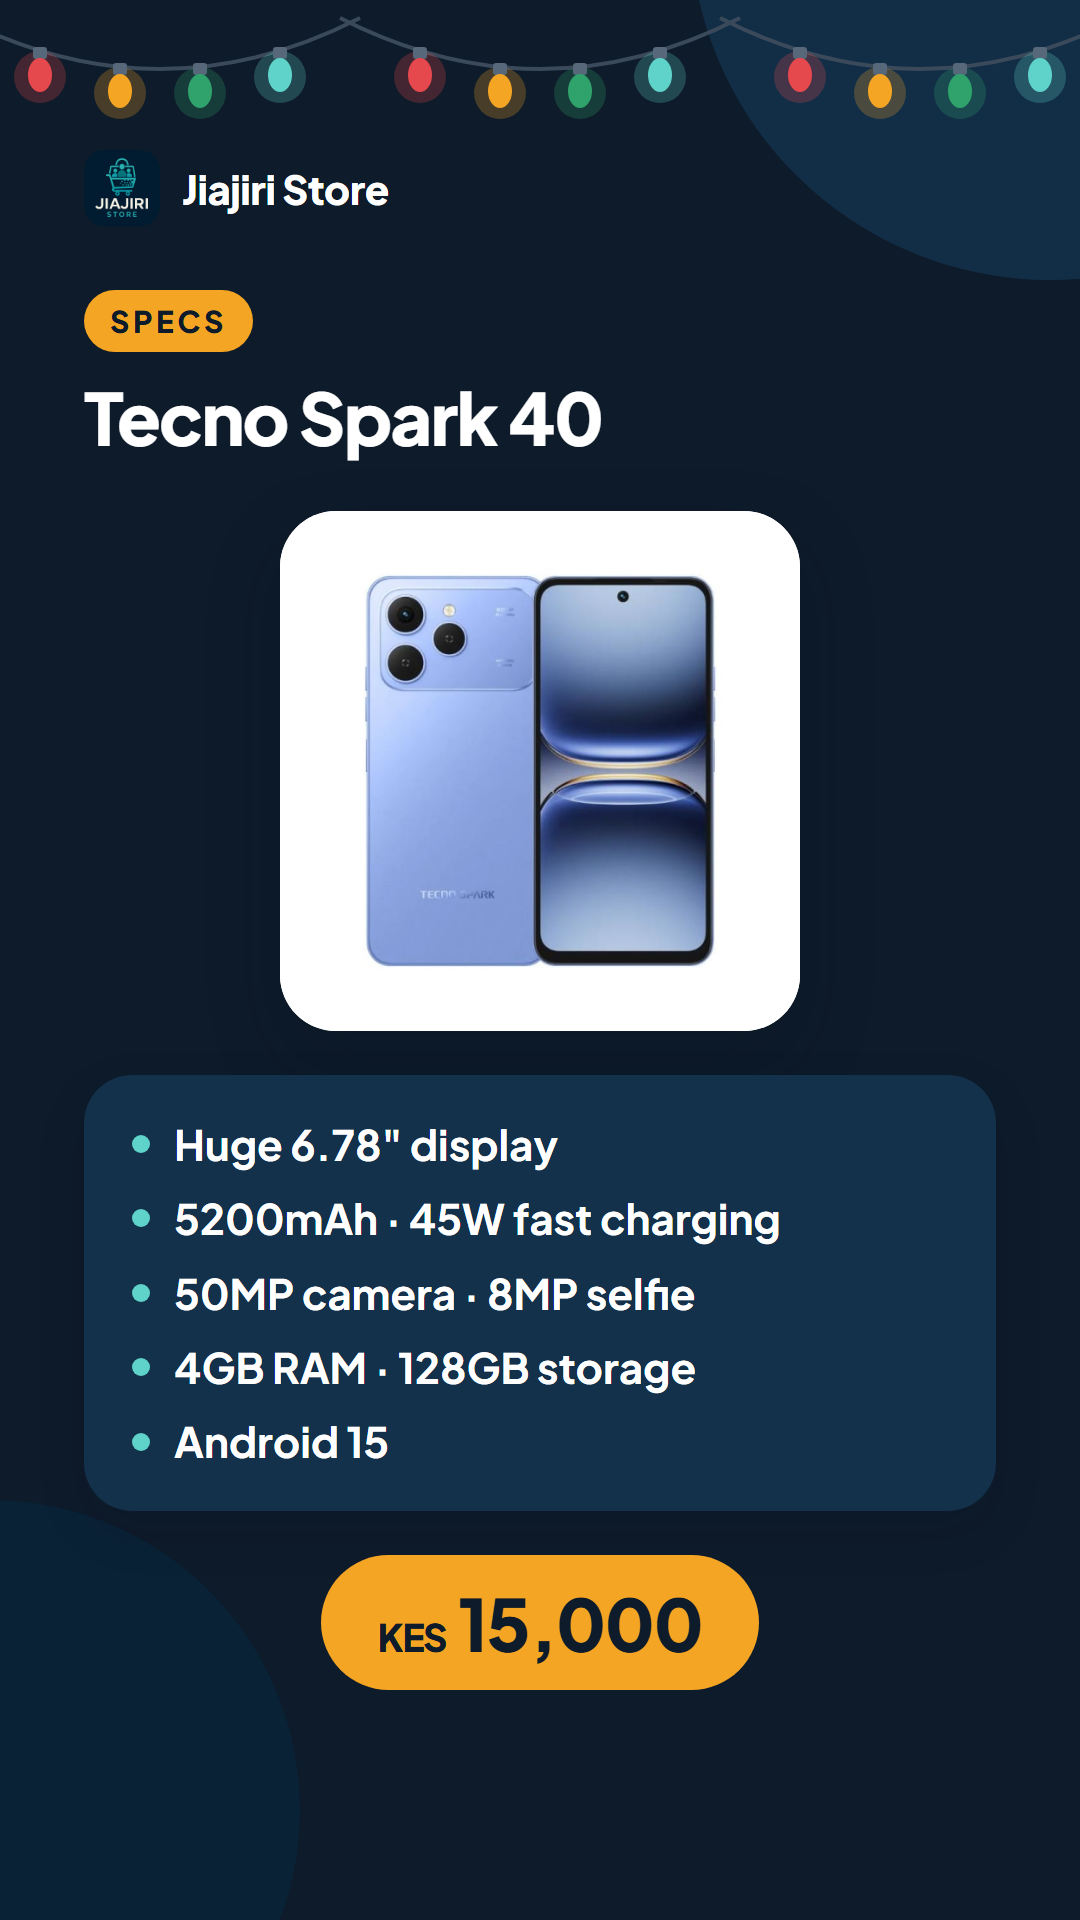 JIAJIRI
STORE
Jiajiri Store
SPECS
Tecno Spark 40
TECNO SPARK
Huge 6.78" display
5200mAh · 45W fast charging
50MP camera · 8MP selfie
4GB RAM · 128GB storage
Android 15
KES 15,000